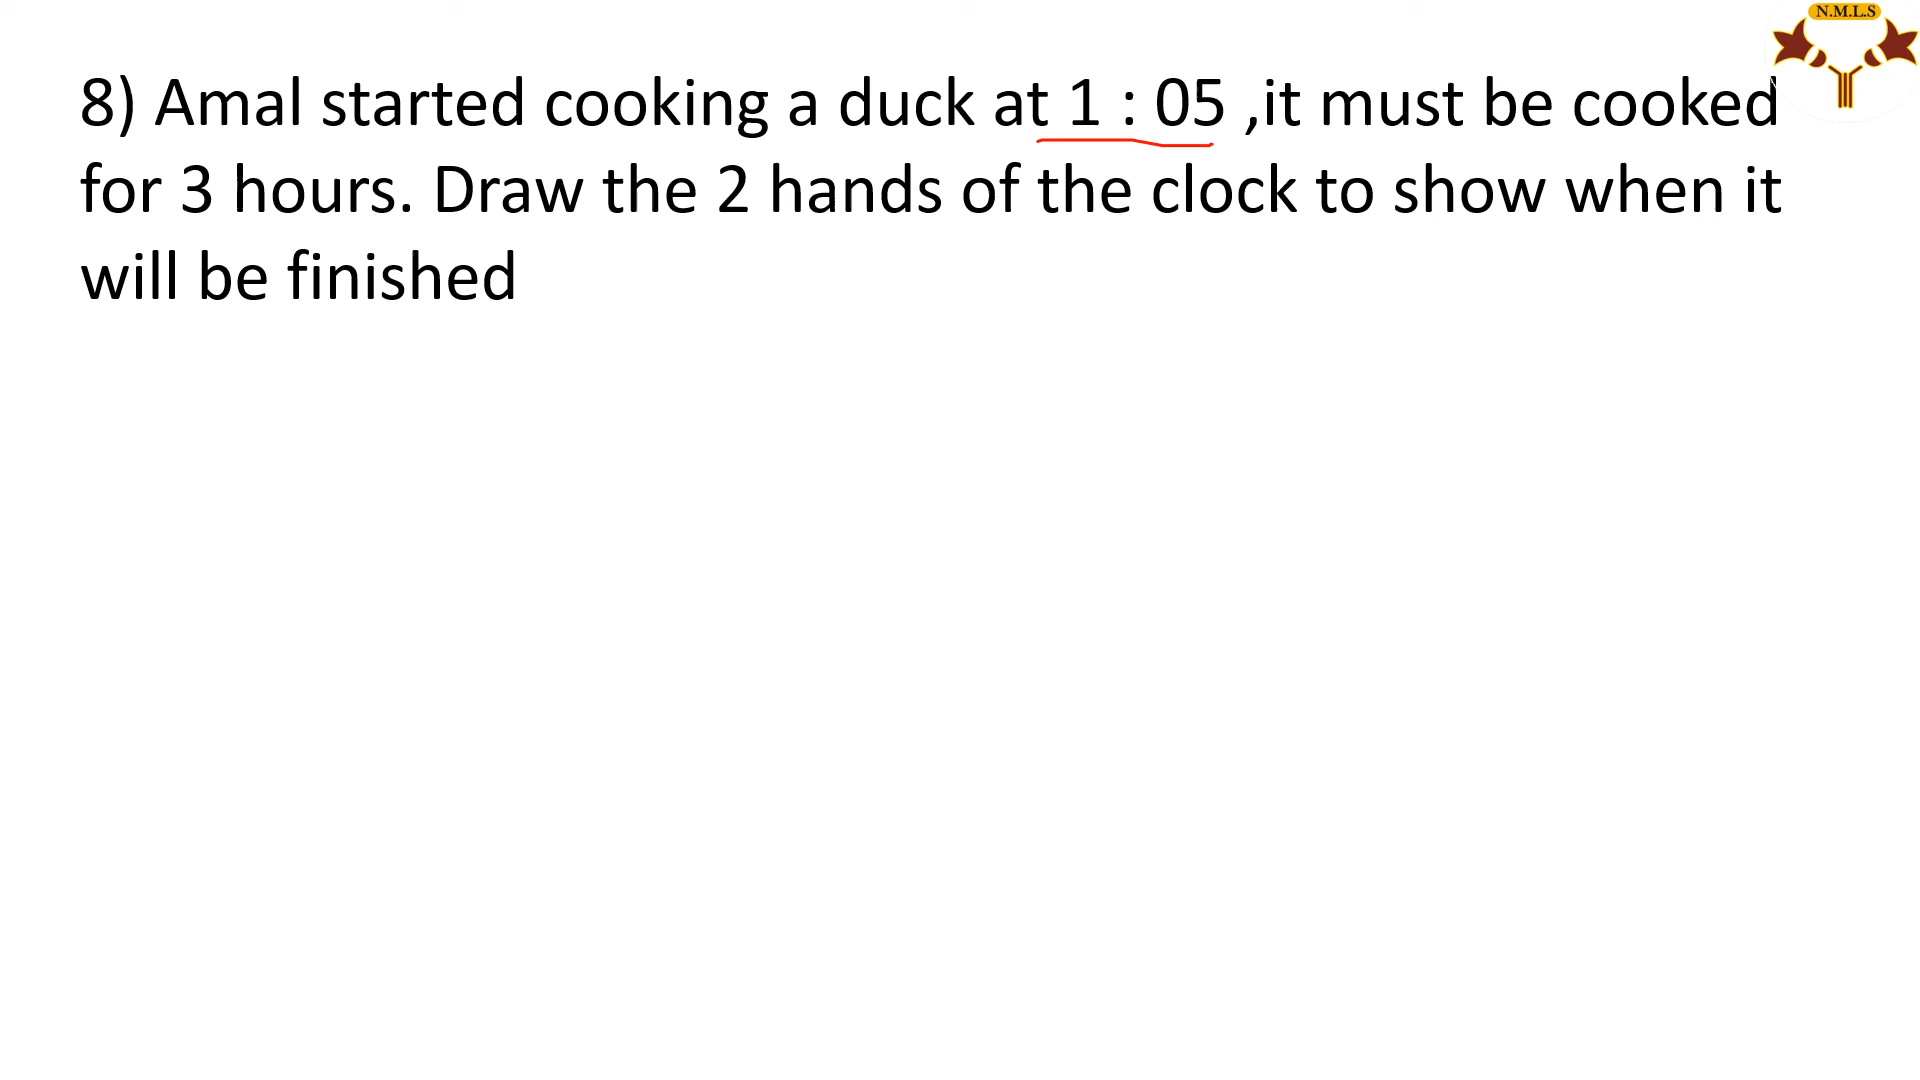 N.M.L.S
8) Amal started cooking a duck at 1 : 05 ,it must be cooked
for 3 hours. Draw the 2 hands of the clock to show when it
will be finished